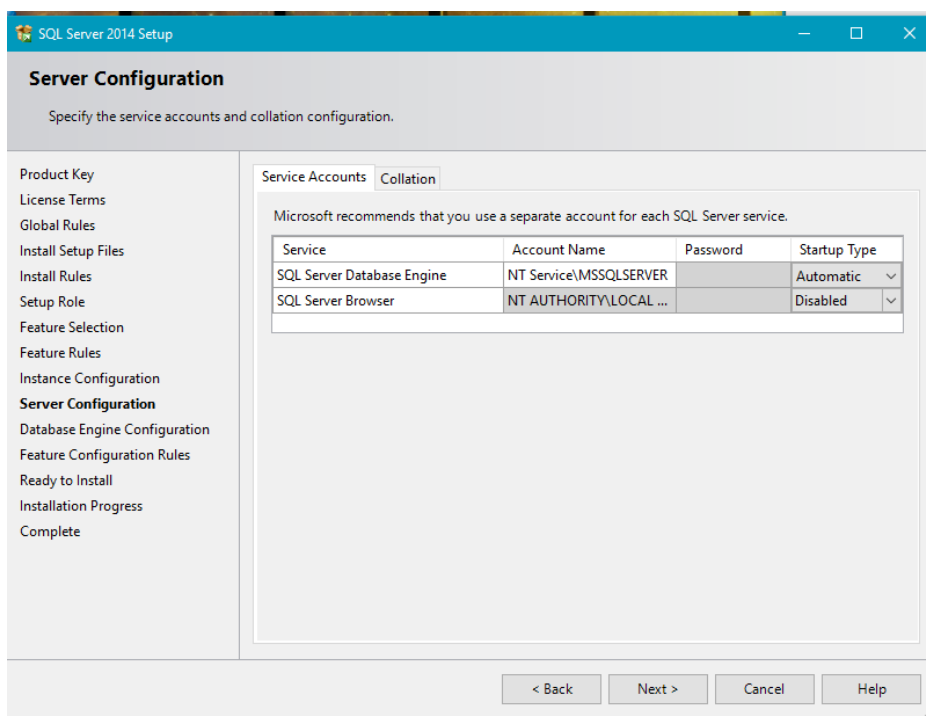 SQL Server 2014 Setup
Server Configuration
Specify the service accounts and collation configuration.
Product Key
License Terms
Global Rules
Install Setup Files
Install Rules
Setup Role
Feature Selection
Feature Rules
Instance Configuration
Server Configuration
Database Engine Configuration
Feature Configuration Rules
Ready to Install
Installation Progress
Complete
Service Accounts Collation
Microsoft recommends that you use a separate account for each SQL Server service.
Service Account Name Password Startup Type
SQL Server Database Engine NT Service\MSSQLSERVER Automatic
SQL Server Browser NT AUTHORITY\LOCAL ... Disabled
< Back Next > Cancel Help